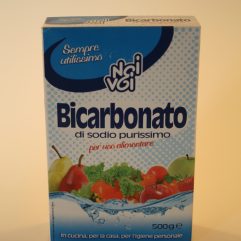 Sempre
utilissimo
Noi
Voi
Bicarbonato
di sodio purissimo
per uso alimentare
500g e
in cucina, per la casa, per l'igiene personale